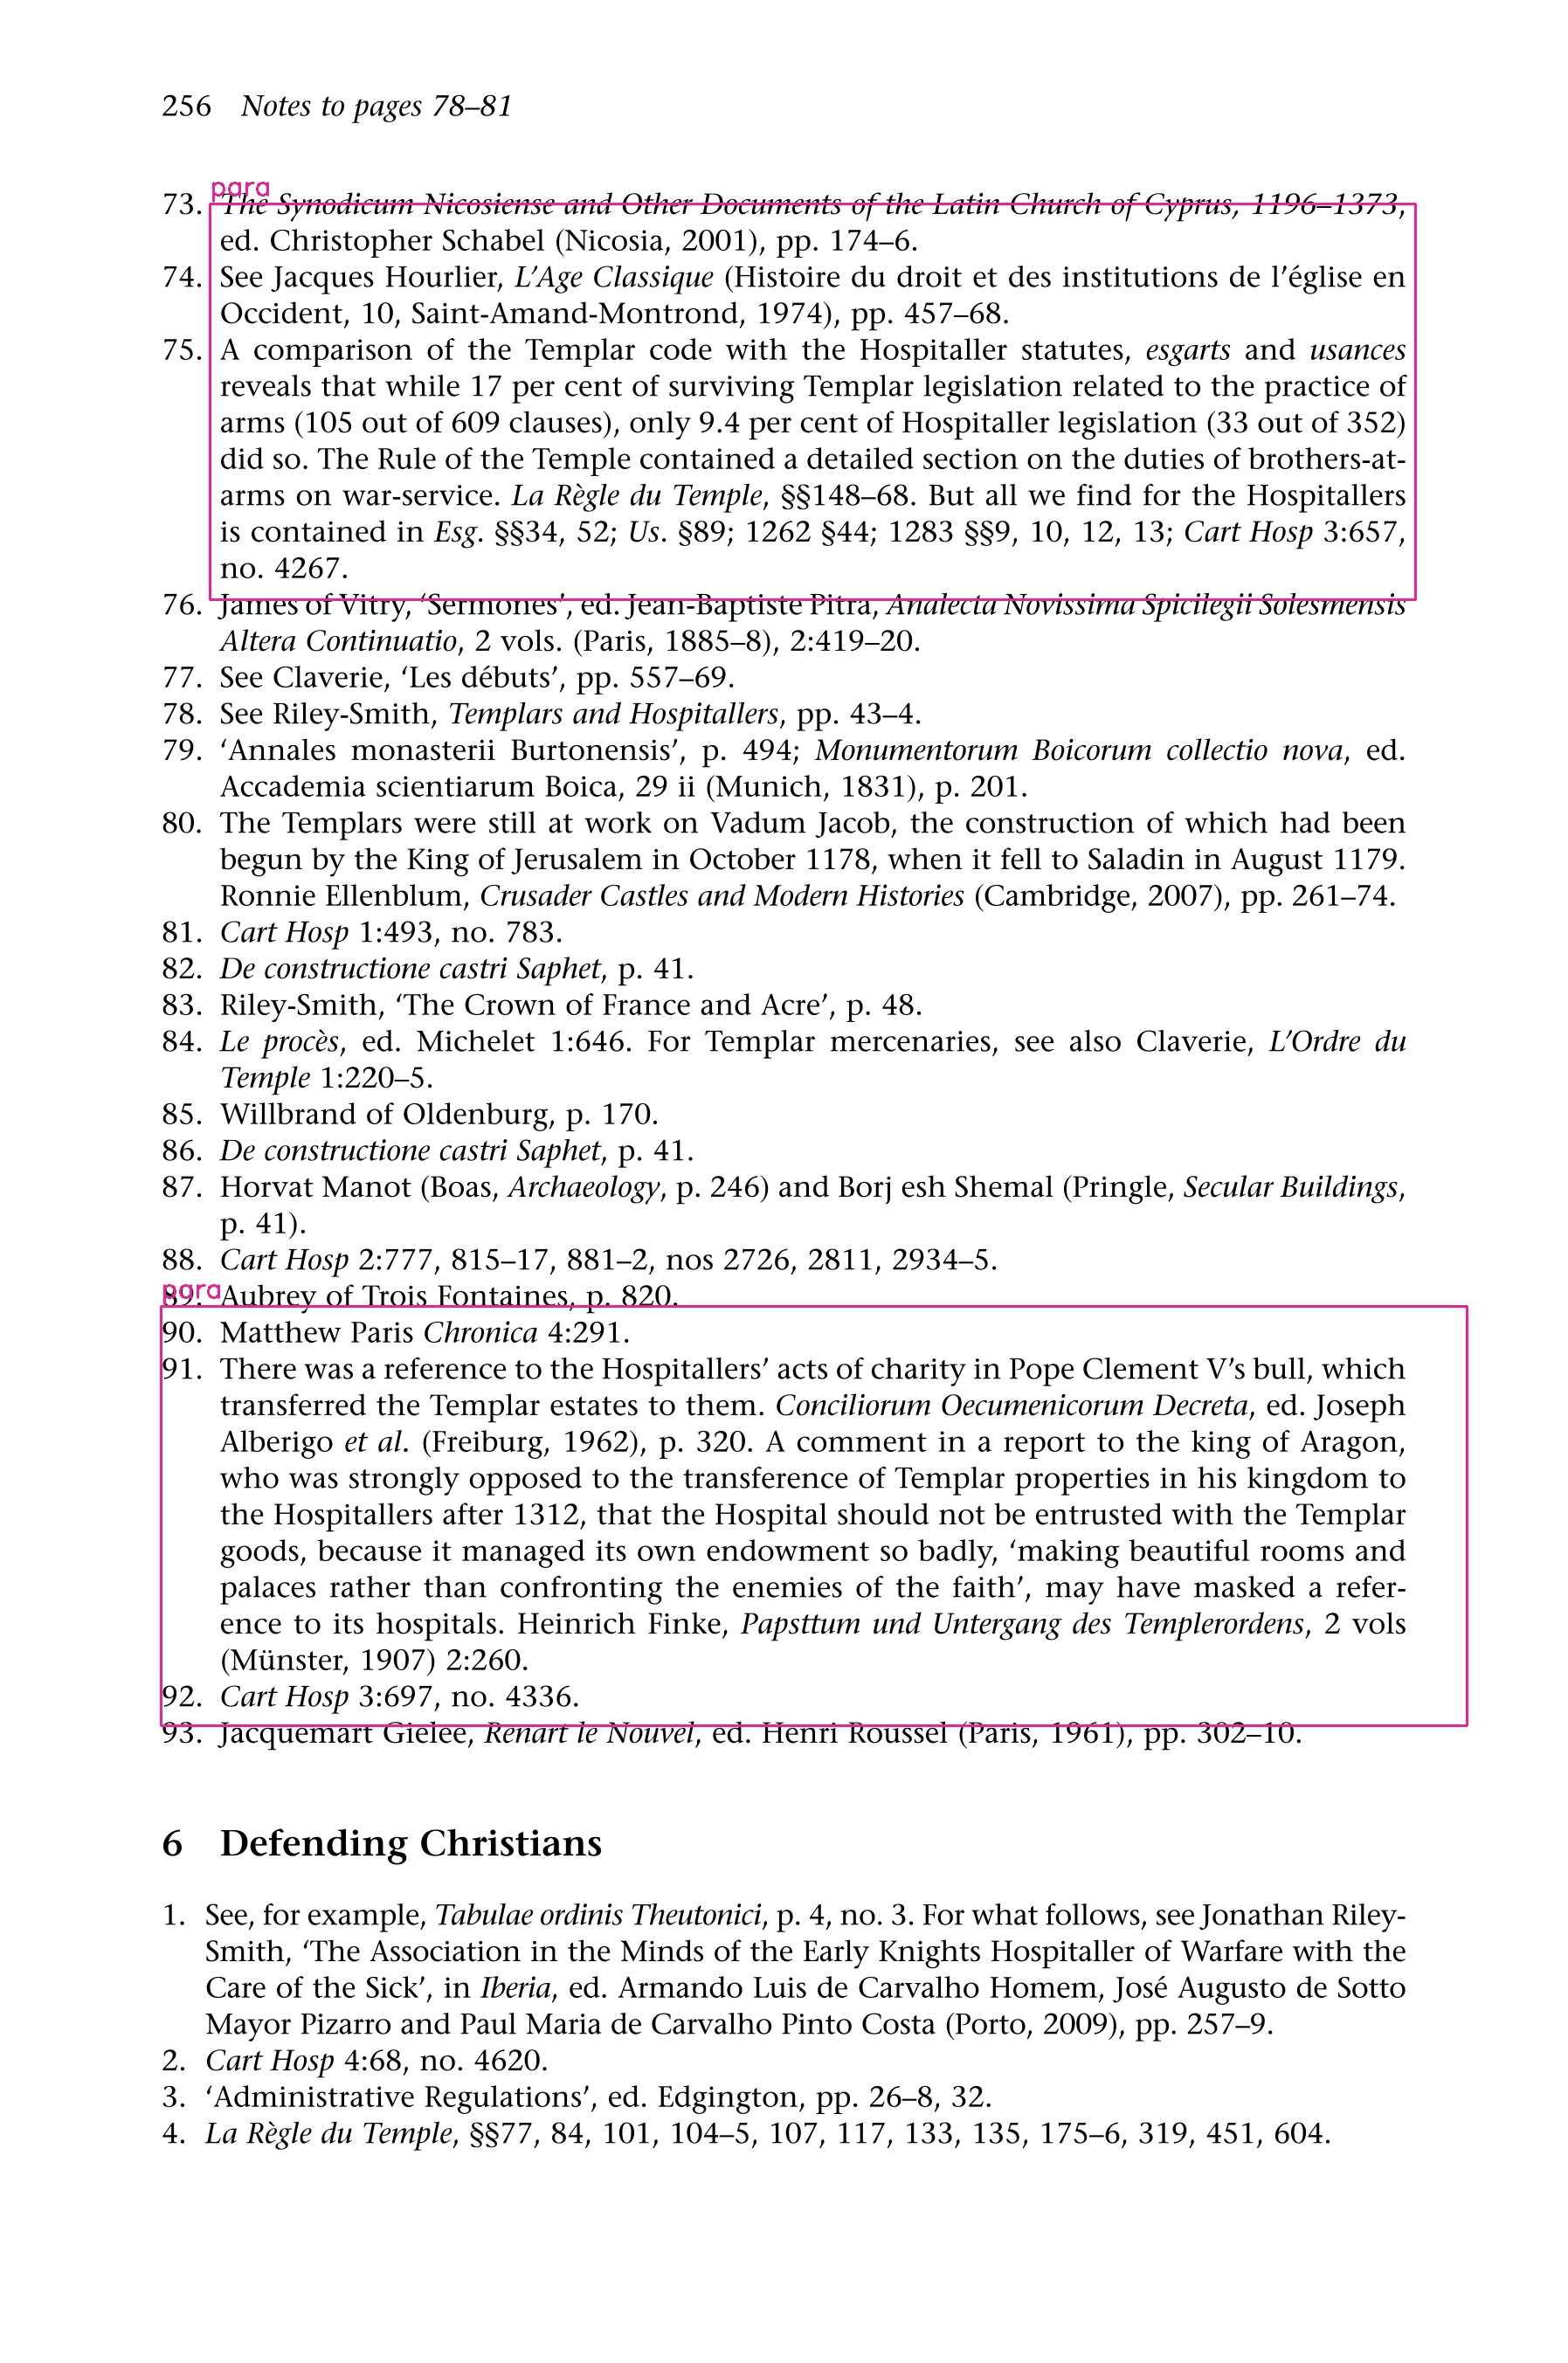 256 Notes to pages 78–81
para
73. The Synodicum Nicosiense and Other Documents of the Latin Church of Cyprus, 1196–1373,
ed. Christopher Schabel (Nicosia, 2001), pp. 174–6.
74. See Jacques Hourlier, L’Age Classique (Histoire du droit et des institutions de l’église en
Occident, 10, Saint-Amand-Montrond, 1974), pp. 457–68.
75. A comparison of the Templar code with the Hospitaller statutes, esgarts and usances
reveals that while 17 per cent of surviving Templar legislation related to the practice of
arms (105 out of 609 clauses), only 9.4 per cent of Hospitaller legislation (33 out of 352)
did so. The Rule of the Temple contained a detailed section on the duties of brothers-at-
arms on war-service. La Règle du Temple, §§148–68. But all we find for the Hospitallers
is contained in Esg. §§34, 52; Us. §89; 1262 §44; 1283 §§9, 10, 12, 13; Cart Hosp 3:657,
no. 4267.
76. James of Vitry, ‘Sermones’, ed. Jean-Baptiste Pitra, Analecta Novissima Spicilegii Solesmensis
Altera Continuatio, 2 vols. (Paris, 1885–8), 2:419–20.
77. See Claverie, ‘Les débuts’, pp. 557–69.
78. See Riley-Smith, Templars and Hospitallers, pp. 43–4.
79. ‘Annales monasterii Burtonensis’, p. 494; Monumentorum Boicorum collectio nova, ed.
Accademia scientiarum Boica, 29 ii (Munich, 1831), p. 201.
80. The Templars were still at work on Vadum Jacob, the construction of which had been
begun by the King of Jerusalem in October 1178, when it fell to Saladin in August 1179.
Ronnie Ellenblum, Crusader Castles and Modern Histories (Cambridge, 2007), pp. 261–74.
81. Cart Hosp 1:493, no. 783.
82. De constructione castri Saphet, p. 41.
83. Riley-Smith, ‘The Crown of France and Acre’, p. 48.
84. Le procès, ed. Michelet 1:646. For Templar mercenaries, see also Claverie, L’Ordre du
Temple 1:220–5.
85. Willbrand of Oldenburg, p. 170.
86. De constructione castri Saphet, p. 41.
87. Horvat Manot (Boas, Archaeology, p. 246) and Borj esh Shemal (Pringle, Secular Buildings,
p. 41).
88. Cart Hosp 2:777, 815–17, 881–2, nos 2726, 2811, 2934–5.
para
89. Aubrey of Trois Fontaines, p. 820.
90. Matthew Paris Chronica 4:291.
91. There was a reference to the Hospitallers’ acts of charity in Pope Clement V’s bull, which
transferred the Templar estates to them. Conciliorum Oecumenicorum Decreta, ed. Joseph
Alberigo et al. (Freiburg, 1962), p. 320. A comment in a report to the king of Aragon,
who was strongly opposed to the transference of Templar properties in his kingdom to
the Hospitallers after 1312, that the Hospital should not be entrusted with the Templar
goods, because it managed its own endowment so badly, ‘making beautiful rooms and
palaces rather than confronting the enemies of the faith’, may have masked a refer-
ence to its hospitals. Heinrich Finke, Papsttum und Untergang des Templerordens, 2 vols
(Münster, 1907) 2:260.
92. Cart Hosp 3:697, no. 4336.
93. Jacquemart Gielee, Renart le Nouvel, ed. Henri Roussel (Paris, 1961), pp. 302–10.
6 Defending Christians
1. See, for example, Tabulae ordinis Theutonici, p. 4, no. 3. For what follows, see Jonathan Riley-
Smith, ‘The Association in the Minds of the Early Knights Hospitaller of Warfare with the
Care of the Sick’, in Iberia, ed. Armando Luis de Carvalho Homem, José Augusto de Sotto
Mayor Pizarro and Paul Maria de Carvalho Pinto Costa (Porto, 2009), pp. 257–9.
2. Cart Hosp 4:68, no. 4620.
3. ‘Administrative Regulations’, ed. Edgington, pp. 26–8, 32.
4. La Règle du Temple, §§77, 84, 101, 104–5, 107, 117, 133, 135, 175–6, 319, 451, 604.